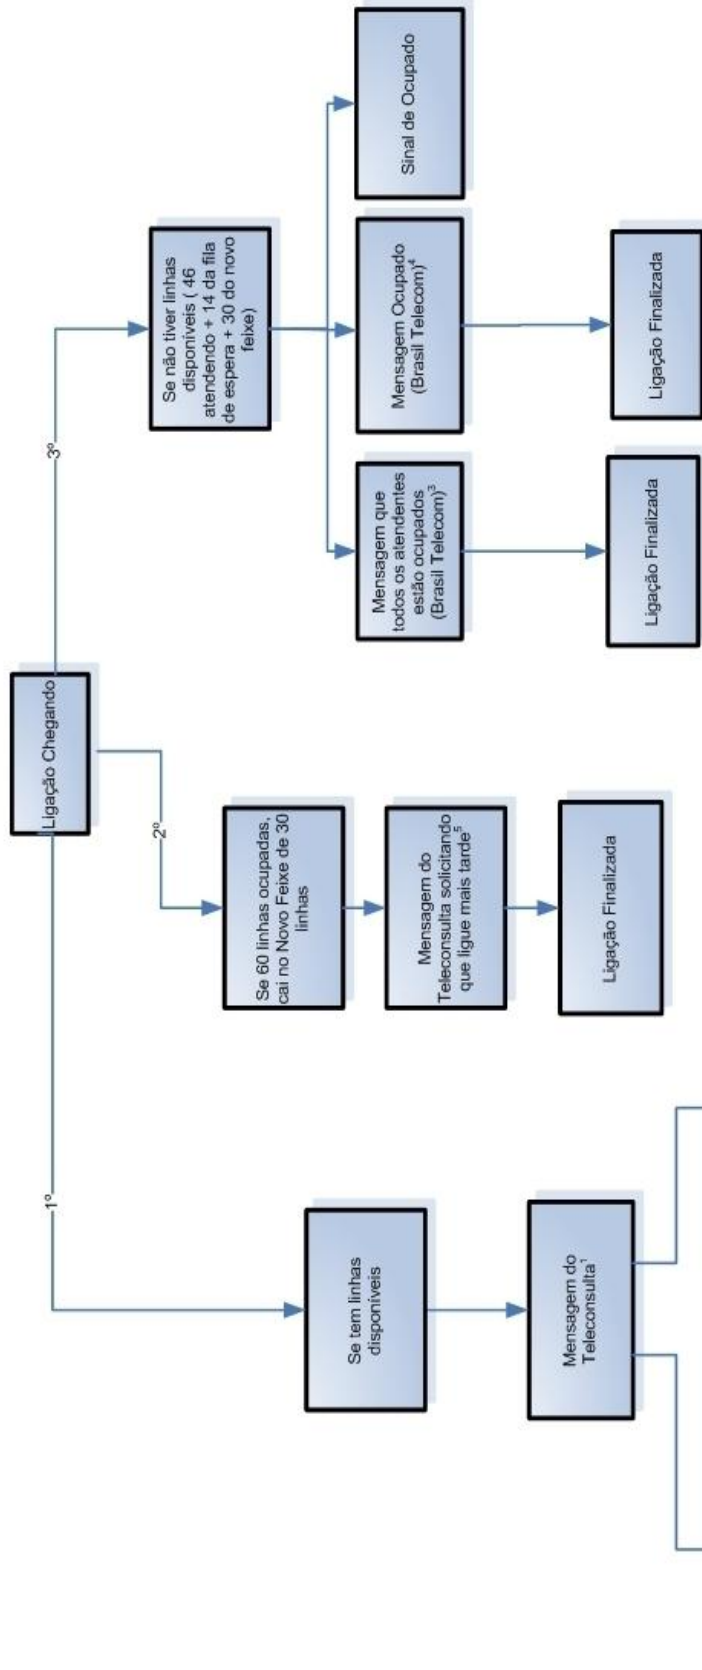 Ligação Chegando
1º
2º
3º
Se tem linhas
disponíveis
Mensagem do
Teleconsulta¹
Se 60 linhas ocupadas,
cai no Novo Feixe de 30
linhas
Mensagem do
Teleconsulta solicitando
que ligue mais tarde⁵
Ligação Finalizada
Se não tiver linhas
disponíveis ( 46
atendendo + 14 da fila
de espera + 30 do novo
feixe)
Mensagem que
todos os atendentes
estão ocupados
(Brasil Telecom)³
Ligação Finalizada
Mensagem Ocupado
(Brasil Telecom)⁴
Ligação Finalizada
Sinal de Ocupado